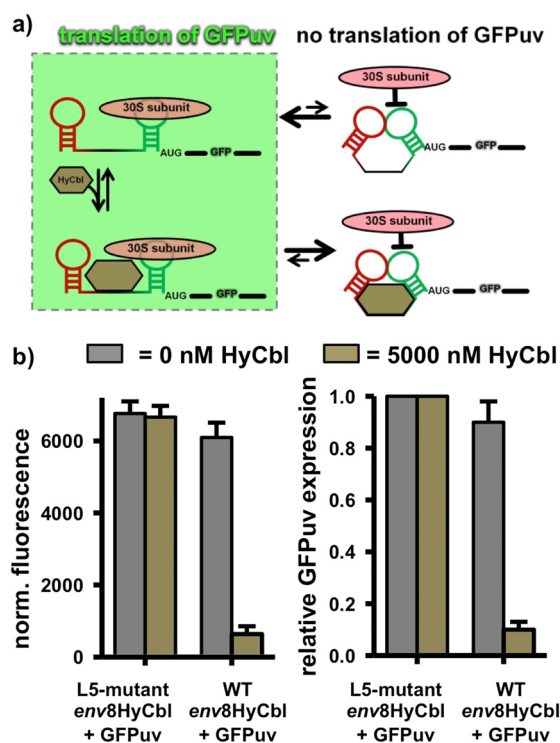 a)
translation of GFPuv no translation of GFPuv
30S subunit
30S subunit
AUG GFP
AUG GFP
HyCbl
30S subunit
30S subunit
AUG GFP
AUG GFP
b)
= 0 nM HyCbl = 5000 nM HyCbl
norm. fluorescence
6000
4000
2000
0
L5-mutant
env8HyCbl
+ GFPuv
WT
env8HyCbl
+ GFPuv
relative GFPuv expression
1.0
0.8
0.6
0.4
0.2
0.0
L5-mutant
env8HyCbl
+ GFPuv
WT
env8HyCbl
+ GFPuv